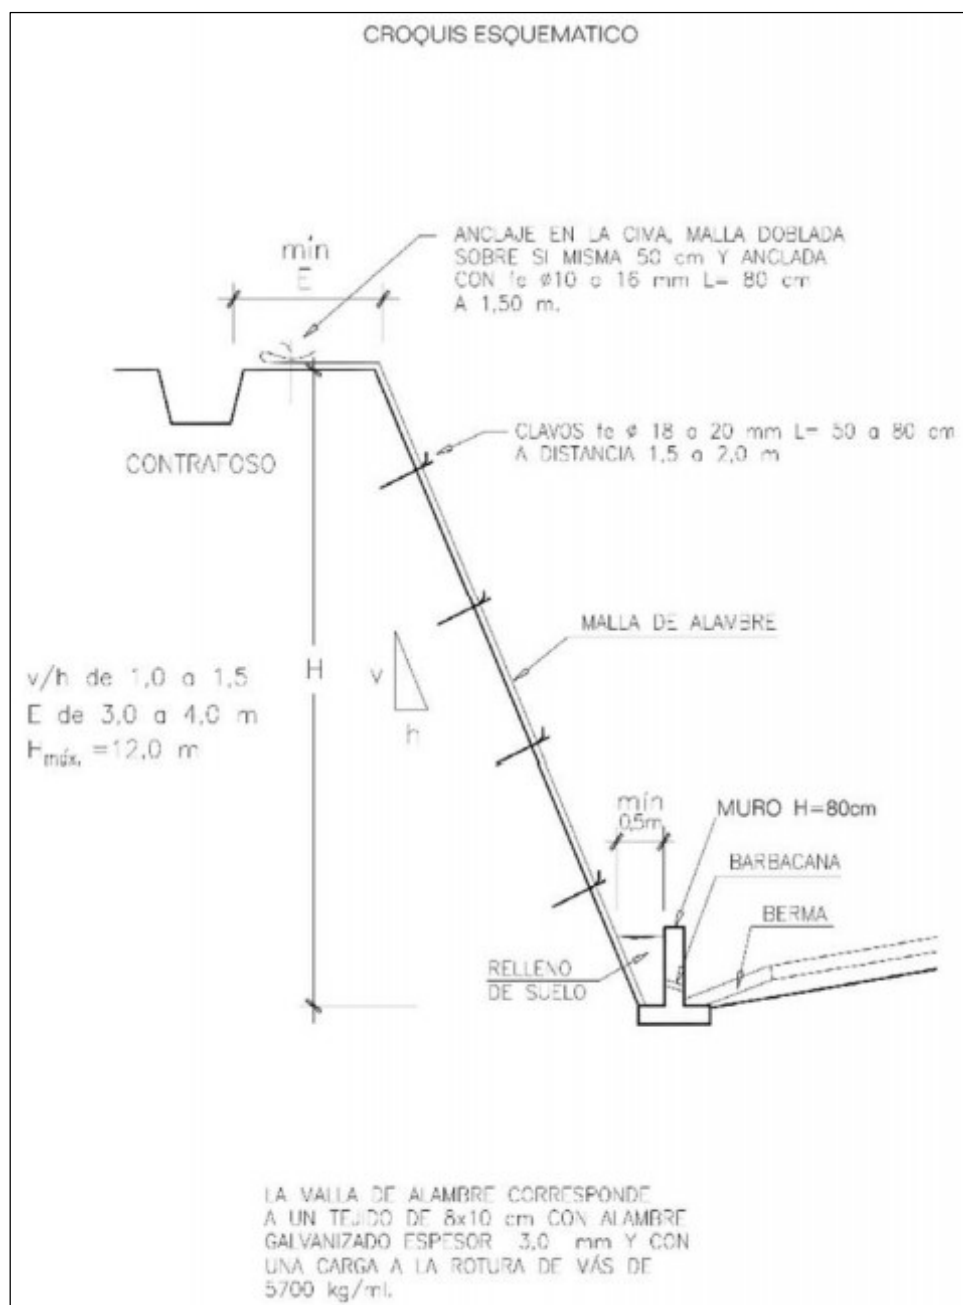 CROQUIS ESQUEMATICO
mín
E
ANCLAJE EN LA CIMA, MALLA DOBLADA
SOBRE SI MISMA 50 cm Y ANCLADA
CON fe ø10 a 16 mm L= 80 cm
A 1,50 m.
CONTRAFOSO
CLAVOS fe ø 18 a 20 mm L= 50 a 80 cm
A DISTANCIA 1,5 a 2,0 m
MALLA DE ALAMBRE
v/h de 1,0 a 1,5
E de 3,0 a 4,0 m
Hmáx. =12,0 m
H
v
h
mín
0,5m
MURO H=80cm
BARBACANA
BERMA
RELLENO
DE SUELO
LA MALLA DE ALAMBRE CORRESPONDE
A UN TEJIDO DE 8x10 cm CON ALAMBRE
GALVANIZADO ESPESOR 3,0 mm Y CON
UNA CARGA A LA ROTURA DE MÁS DE
5700 kg/ml.